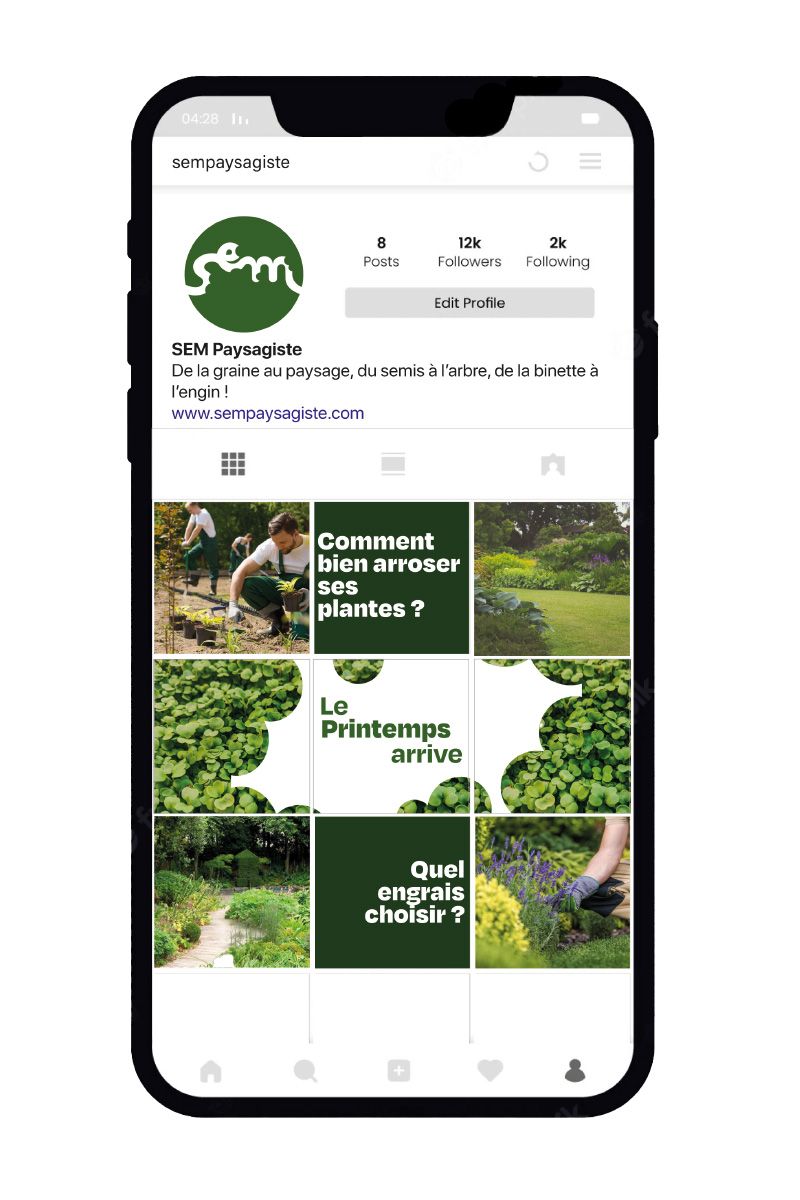 04:28
sempaysagiste
sem
8 12k 2k
Posts Followers Following
Edit Profile
SEM Paysagiste
De la graine au paysage, du semis à l’arbre, de la binette à
l’engin !
www.sempaysagiste.com
Comment
bien arroser
ses
plantes ?
Le
Printemps
arrive
Quel
engrais
choisir ?